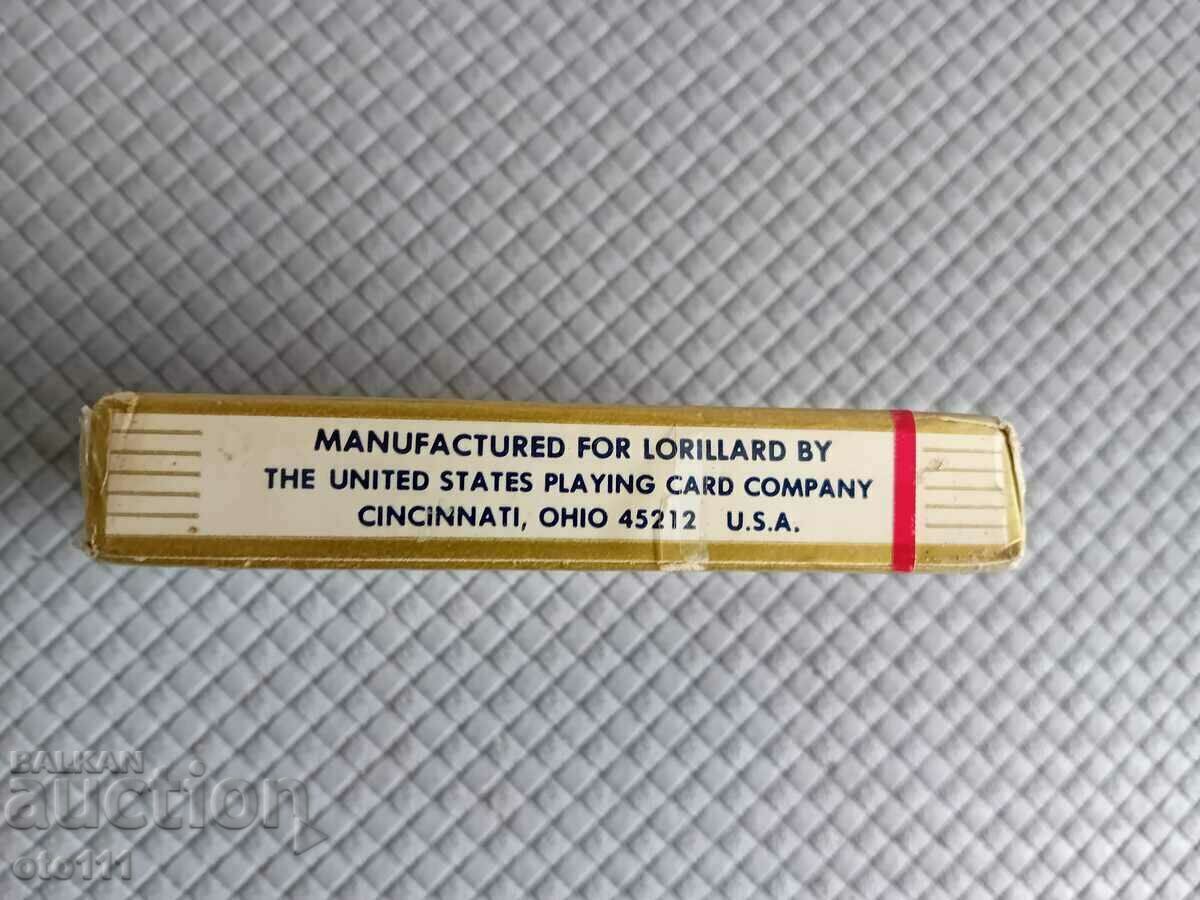 MANUFACTURED FOR LORILLARD BY
THE UNITED STATES PLAYING CARD COMPANY
CINCINNATI, OHIO 45212 U.S.A.
BALKAN
auction
oto111